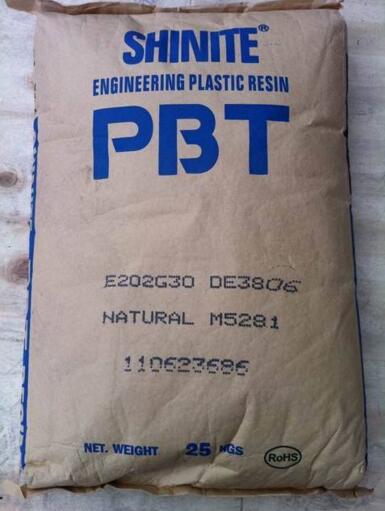 SHINITE®
ENGINEERING PLASTIC RESIN
PBT
E202G30 DE3806
NATURAL M5281
110623686
NET. WEIGHT 25 KGS
RoHS